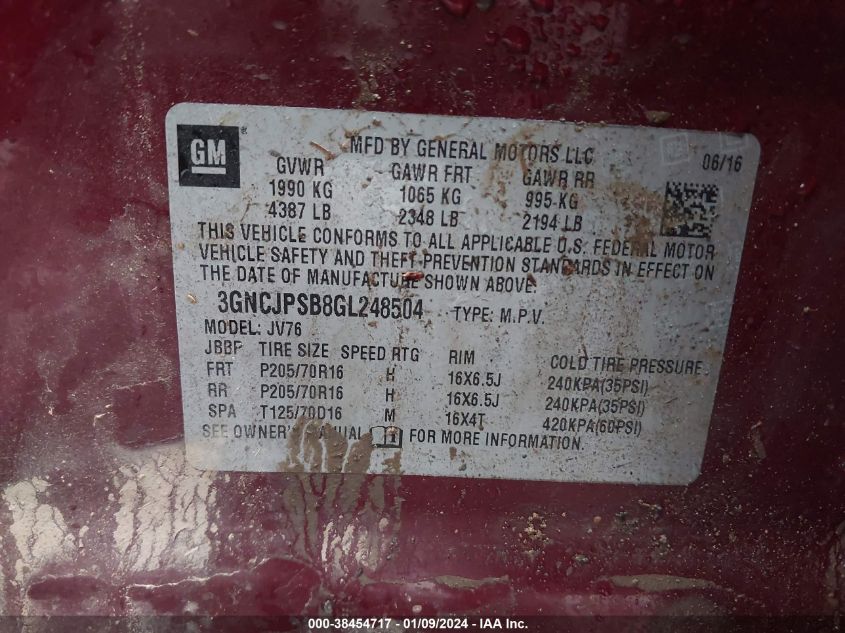 GM
MFD BY GENERAL MOTORS LLC
06/16
GVWR GAWR FRT GAWR RR
1990 KG 1065 KG 995 KG
4387 LB 2348 LB 2194 LB
THIS VEHICLE CONFORMS TO ALL APPLICABLE U.S. FEDERAL MOTOR
VEHICLE SAFETY AND THEFT PREVENTION STANDARDS IN EFFECT ON
THE DATE OF MANUFACTURE SHOWN ABOVE
3GNCJPSB8GL248504 TYPE: M.P.V.
MODEL: JV76
JBBP TIRE SIZE SPEED RTG RIM COLD TIRE PRESSURE
FRT P205/70R16 H 16X6.5J 240KPA(35PSI)
RR P205/70R16 H 16X6.5J 240KPA(35PSI)
SPA T125/70D16 M 16X4T 420KPA(60PSI)
SEE OWNER'S MANUAL FOR MORE INFORMATION.
000-38454717 - 01/09/2024 - IAA Inc.